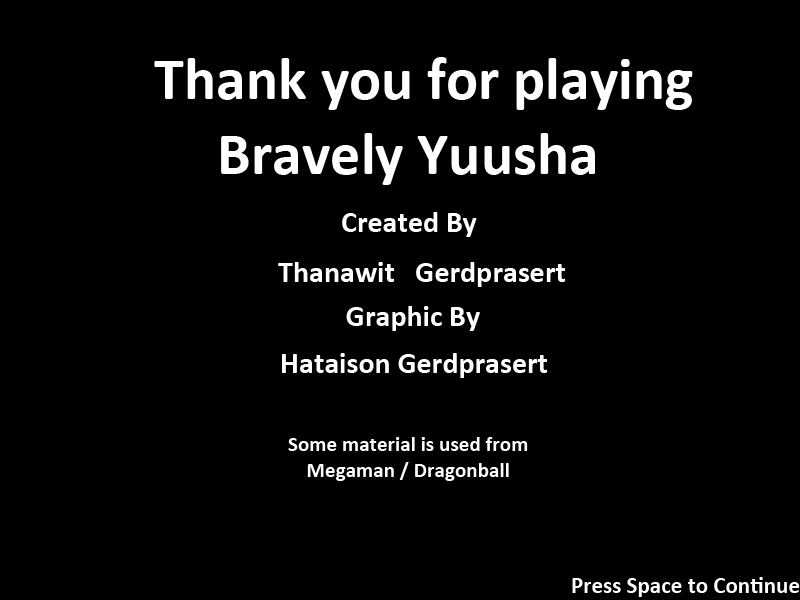 Thank you for playing
Bravely Yuusha
Created By
Thanawit Gerdprasert
Graphic By
Hataison Gerdprasert
Some material is used from
Megaman / Dragonball
Press Space to Continue